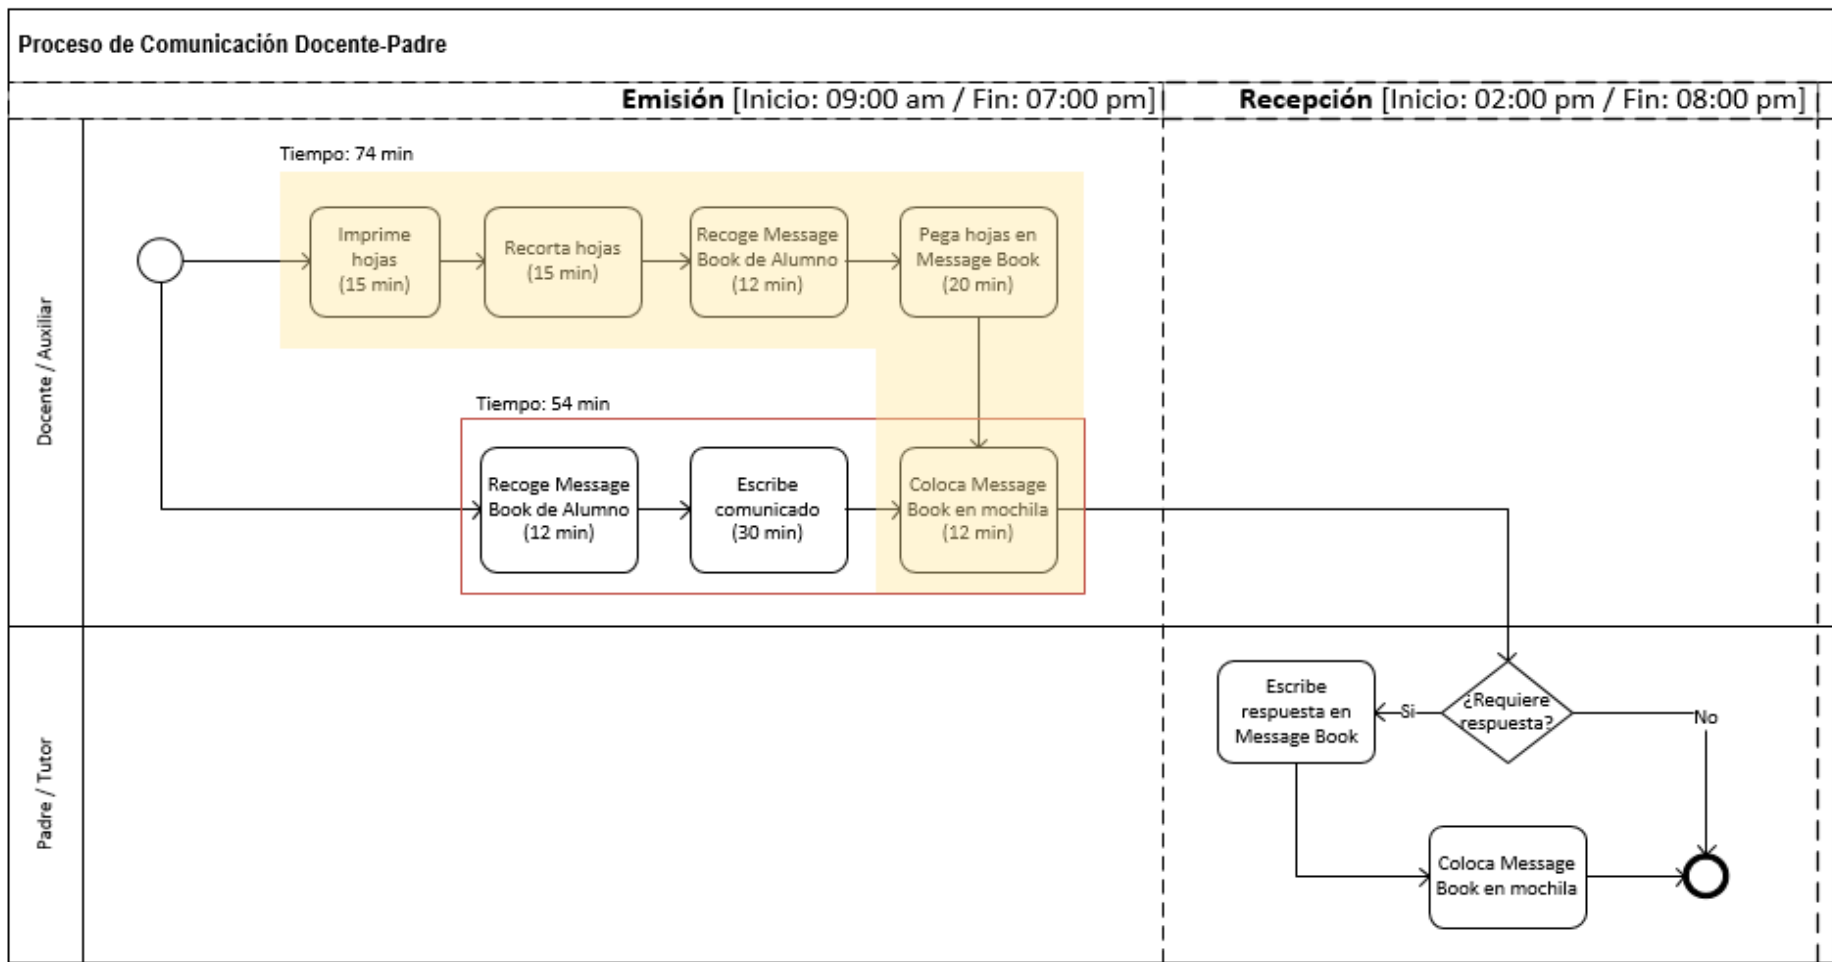 Proceso de Comunicación Docente-Padre
Emisión [Inicio: 09:00 am / Fin: 07:00 pm]
Recepción [Inicio: 02:00 pm / Fin: 08:00 pm]
Docente / Auxiliar
Tiempo: 74 min
Imprime
hojas
(15 min)
Recorta hojas
(15 min)
Recoge Message
Book de Alumno
(12 min)
Pega hojas en
Message Book
(20 min)
Tiempo: 54 min
Recoge Message
Book de Alumno
(12 min)
Escribe
comunicado
(30 min)
Coloca Message
Book en mochila
(12 min)
Padre / Tutor
Escribe
respuesta en
Message Book
Si
¿Requiere
respuesta?
No
Coloca Message
Book en mochila